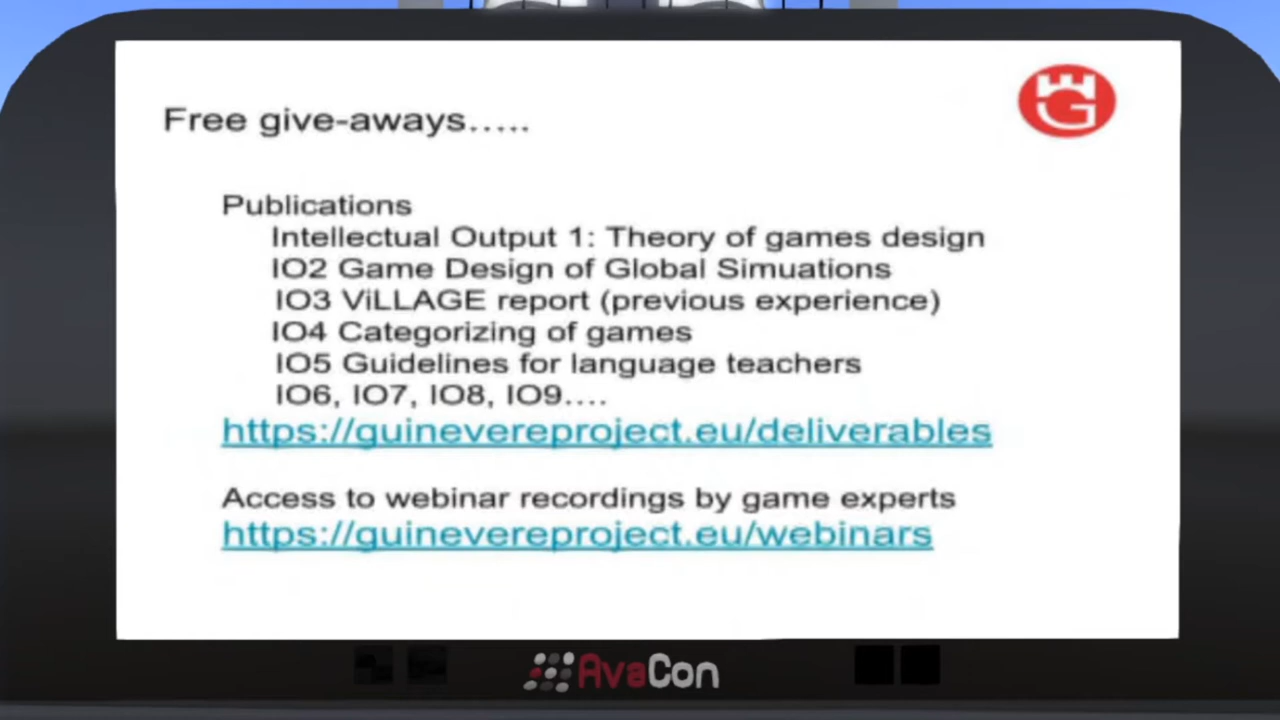 Free give-aways.....
Publications
Intellectual Output 1: Theory of games design
IO2 Game Design of Global Simuations
IO3 ViLLAGE report (previous experience)
IO4 Categorizing of games
IO5 Guidelines for language teachers
IO6, IO7, IO8, IO9....
https://guinevereproject.eu/deliverables
Access to webinar recordings by game experts
https://guinevereproject.eu/webinars
AvaCon